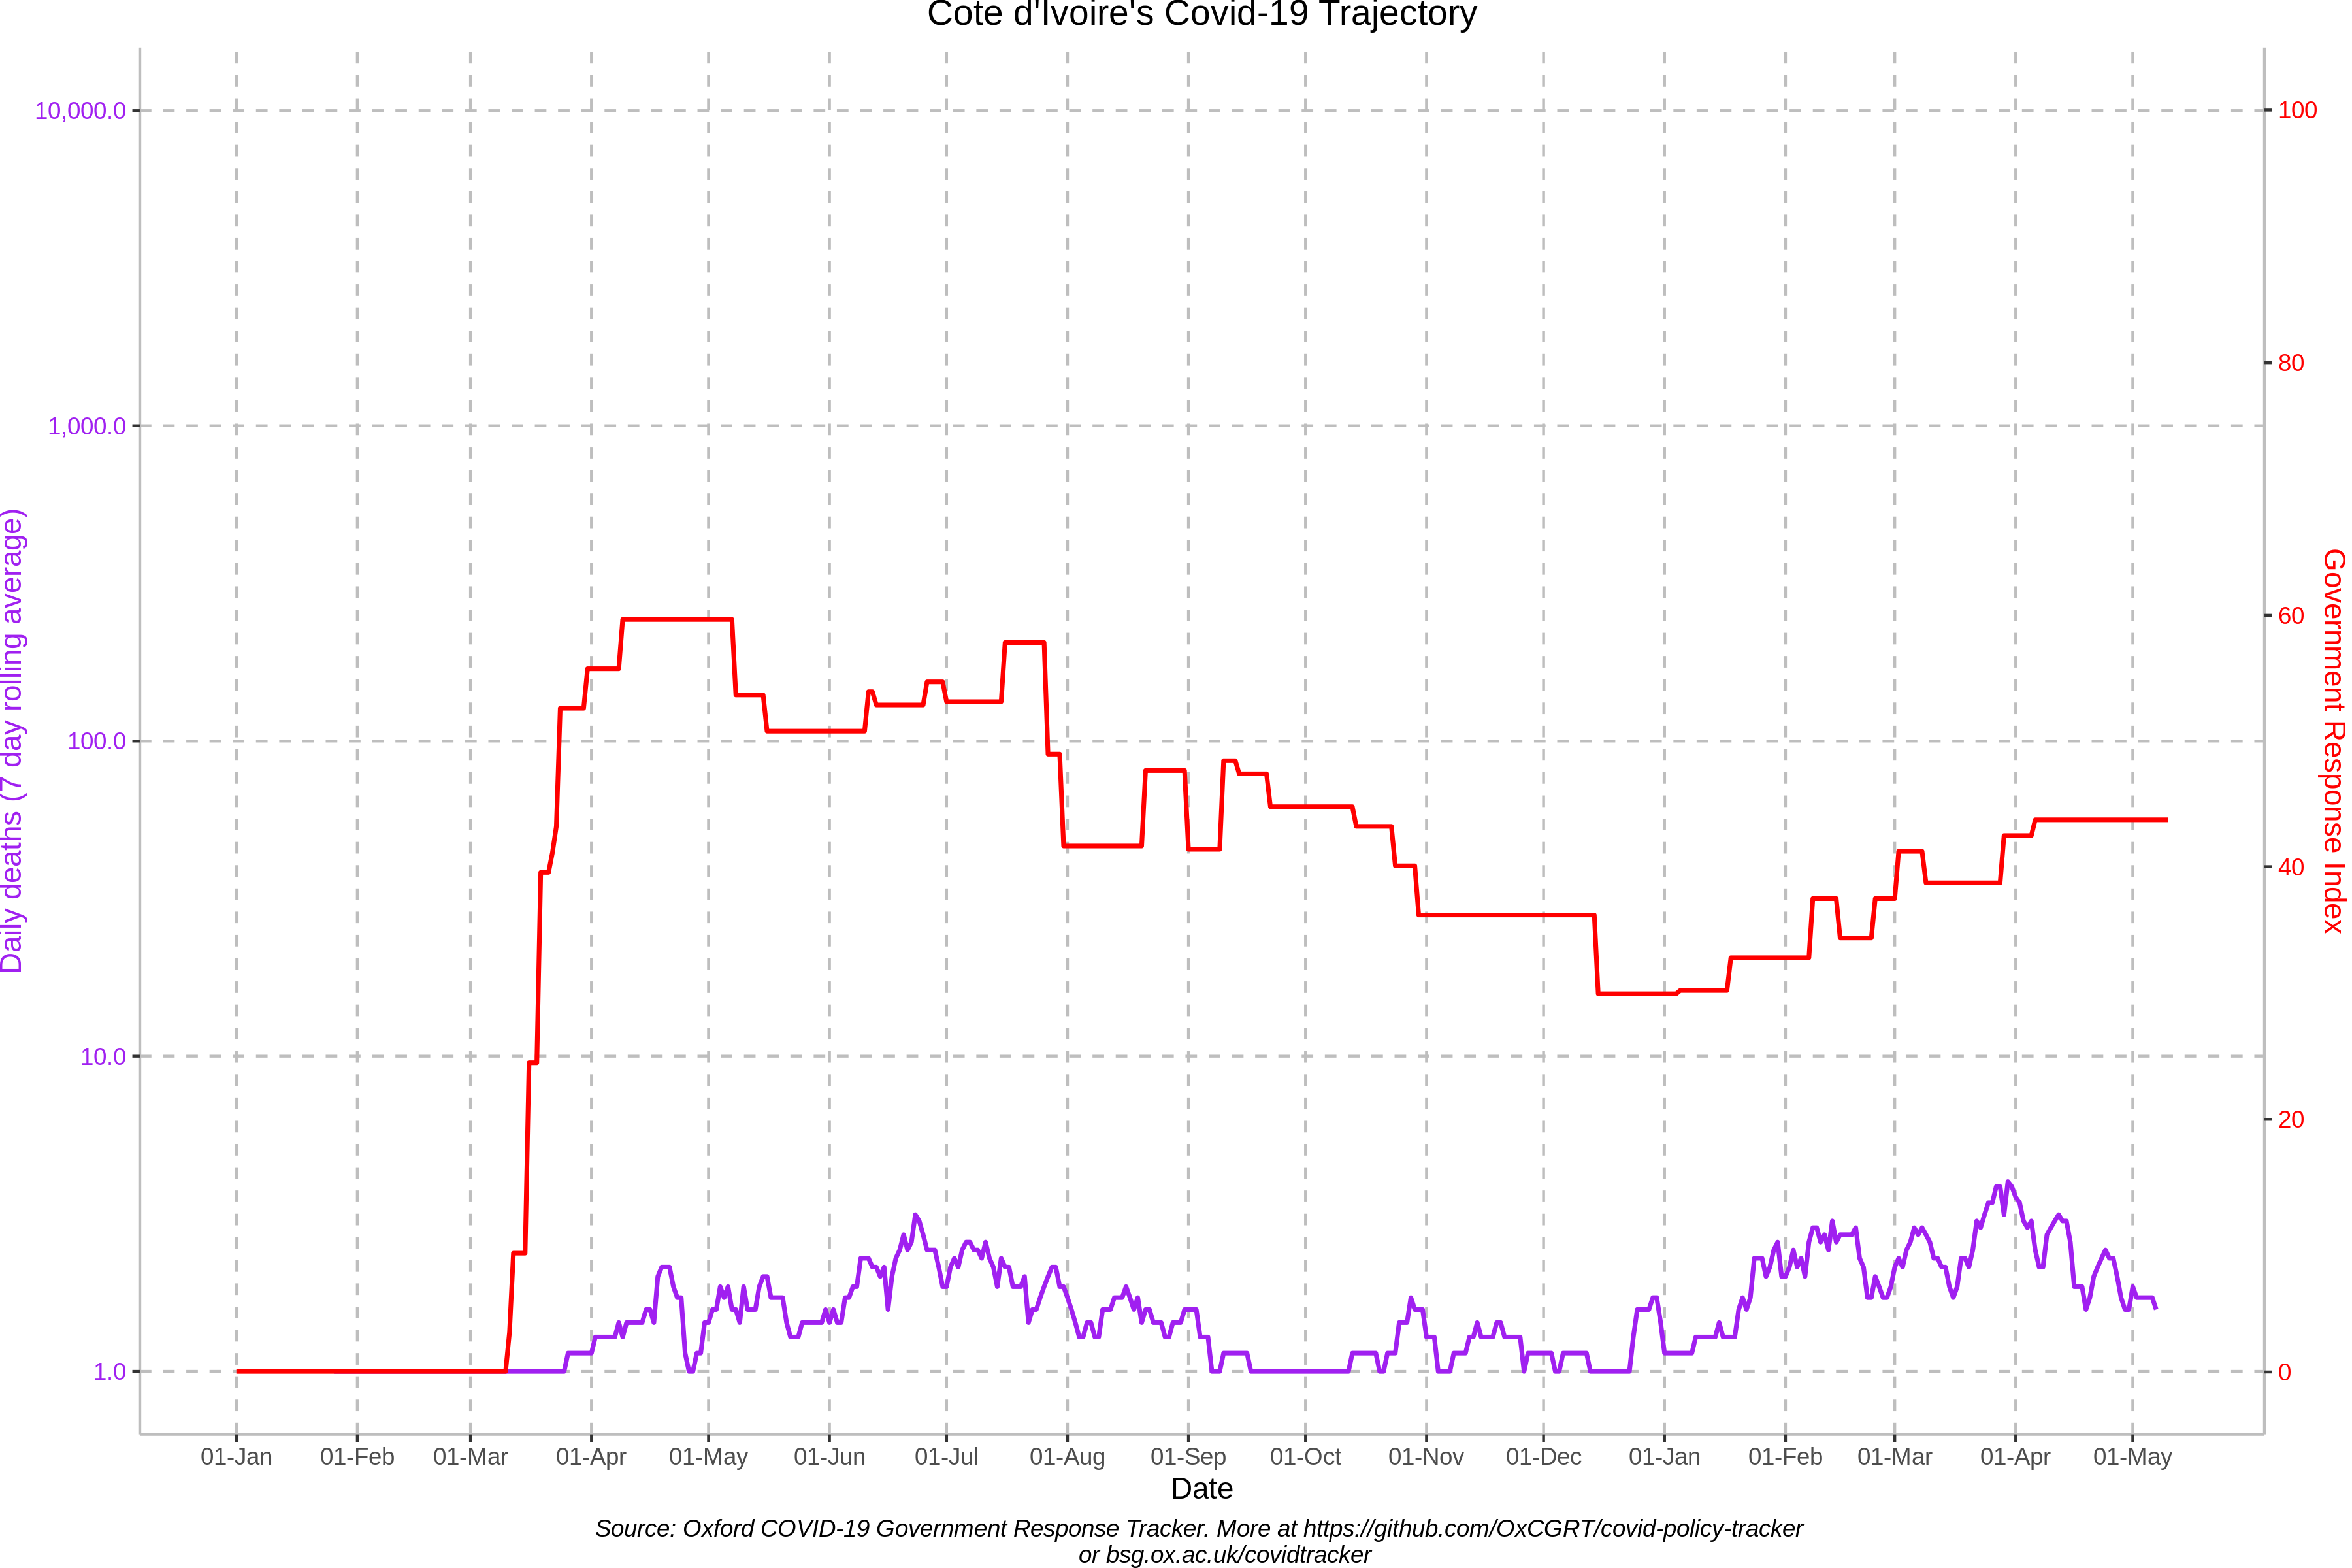 Cote d'Ivoire's Covid-19 Trajectory
Daily deaths (7 day rolling average)
10,000.0
1,000.0
100.0
10.0
1.0
100
80
60
40
20
0
Government Response Index
01-Jan 01-Feb 01-Mar 01-Apr 01-May 01-Jun 01-Jul 01-Aug 01-Sep 01-Oct 01-Nov 01-Dec 01-Jan 01-Feb 01-Mar 01-Apr 01-May
Date
Source: Oxford COVID-19 Government Response Tracker. More at https://github.com/OxCGRT/covid-policy-tracker
or bsg.ox.ac.uk/covidtracker